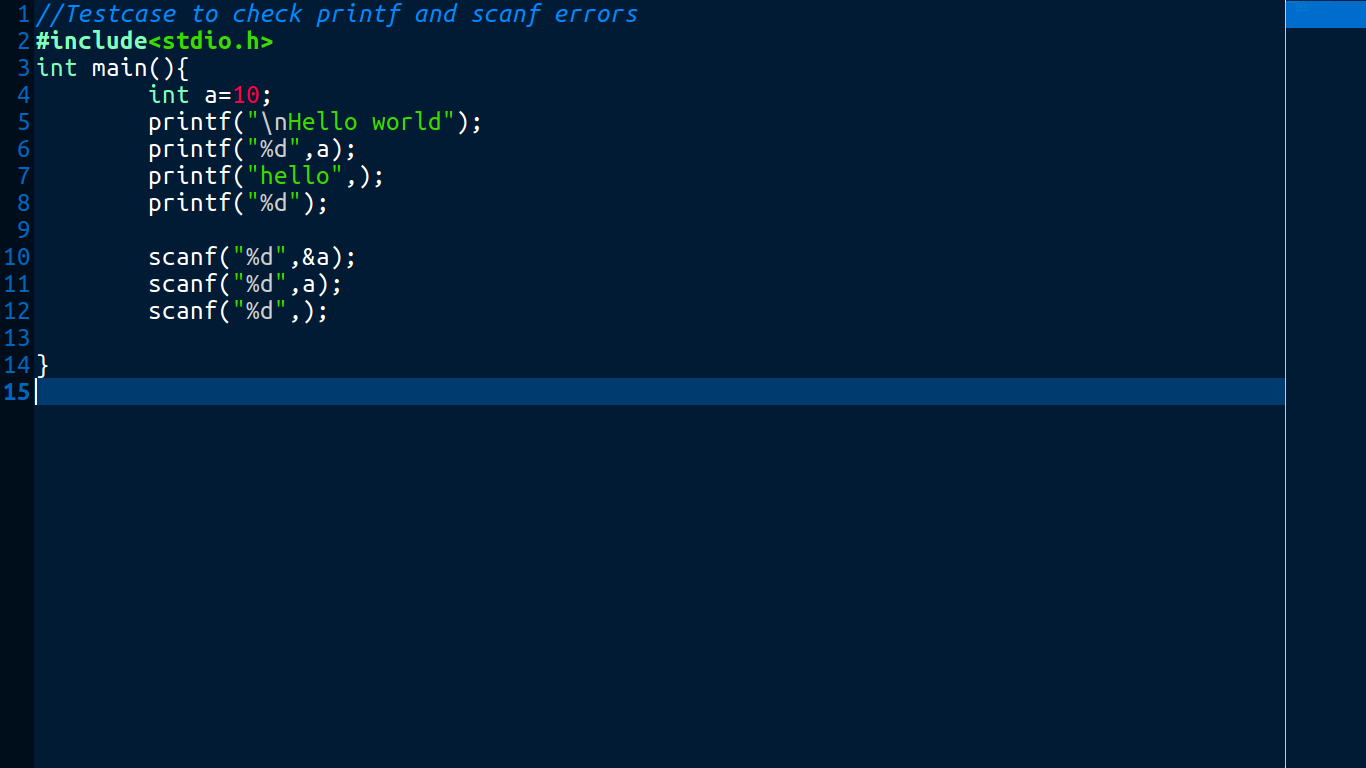 1 //Testcase to check printf and scanf errors
2 #include<stdio.h>
3 int main(){
4         int a=10;
5         printf("\nHello world");
6         printf("%d",a);
7         printf("hello",);
8         printf("%d");
9
10         scanf("%d",&a);
11         scanf("%d",a);
12         scanf("%d",);
13
14 }
15